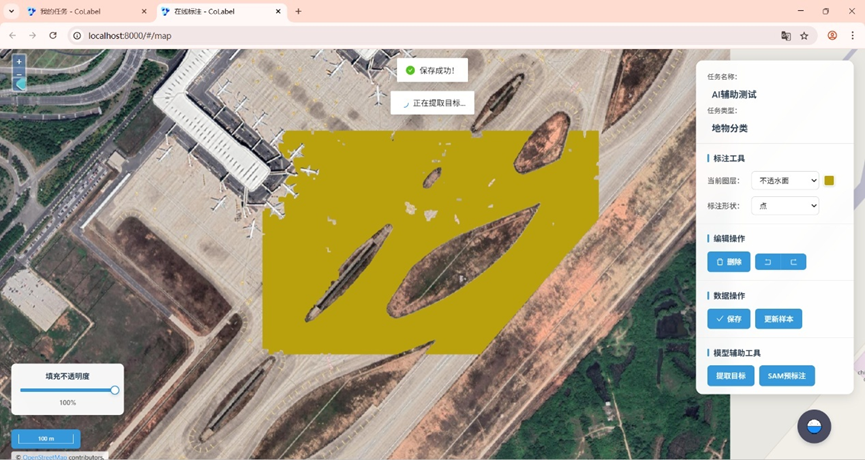 我的任务 - CoLabel
在线标注 - CoLabel
localhost:8000/#/map
保存成功！
正在提取目标...
任务名称：
AI辅助测试
任务类型：
地物分类
标注工具
当前图层：
不透水面
标注形状：
点
编辑操作
删除
数据操作
保存
更新样本
模型辅助工具
提取目标
SAM预标注
填充不透明度
100%
100 m
© OpenStreetMap contributors.